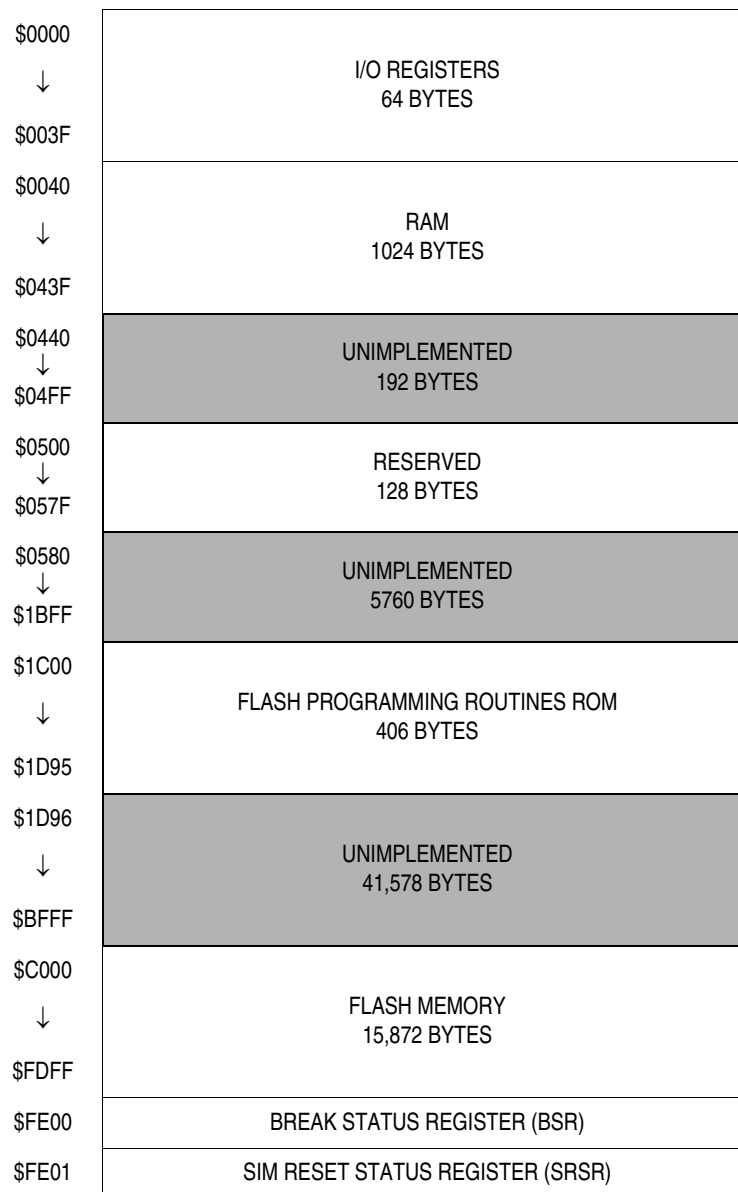 $0000
↓
$003F
I/O REGISTERS
64 BYTES
$0040
↓
$043F
RAM
1024 BYTES
$0440
↓
$04FF
UNIMPLEMENTED
192 BYTES
$0500
↓
$057F
RESERVED
128 BYTES
$0580
↓
$1BFF
UNIMPLEMENTED
5760 BYTES
$1C00
↓
$1D95
FLASH PROGRAMMING ROUTINES ROM
406 BYTES
$1D96
↓
$BFFF
UNIMPLEMENTED
41,578 BYTES
$C000
↓
$FDFF
FLASH MEMORY
15,872 BYTES
$FE00 BREAK STATUS REGISTER (BSR)
$FE01 SIM RESET STATUS REGISTER (SRSR)